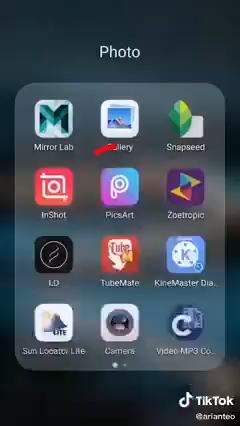 Photo
Mirror Lab
Gallery
Snapseed
InShot
PicsArt
Zoetropic
LD
TubeMate
KineMaster Dia...
Sun Locator Lite
Camera
Video MP3 Co...
TikTok
@arianteo